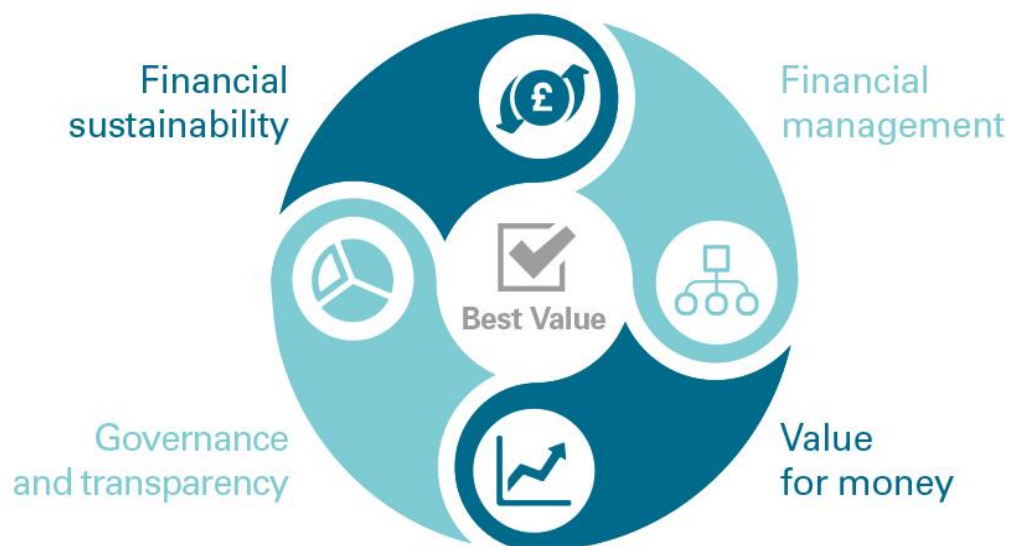 Financial
sustainability
£
Financial
management
Best Value
Governance
and transparency
Value
for money